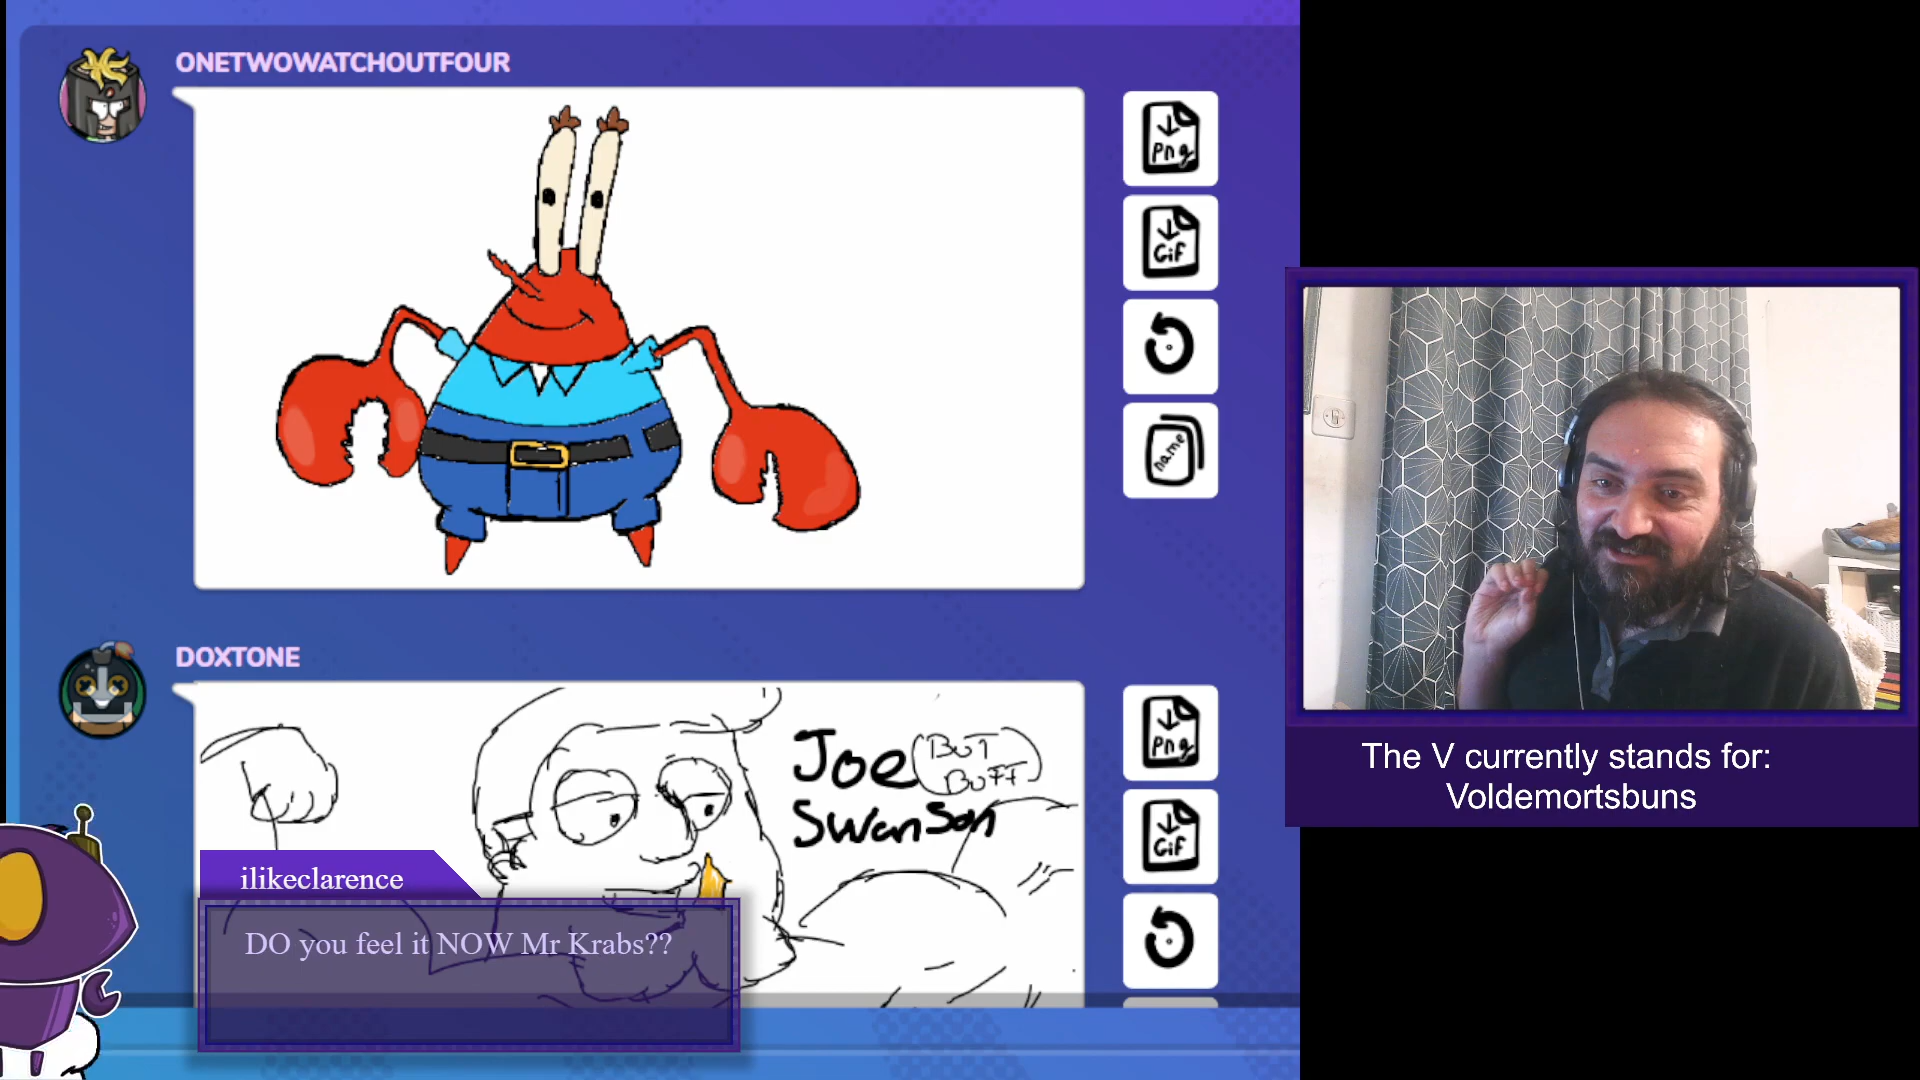 ONETWOWATCHOUTFOUR
Png
Gif
name
DOXTONE
Joe (BUT BUFF)
Swanson
Png
Gif
ilikeclarence
DO you feel it NOW Mr Krabs??
The V currently stands for:
Voldemortsbuns